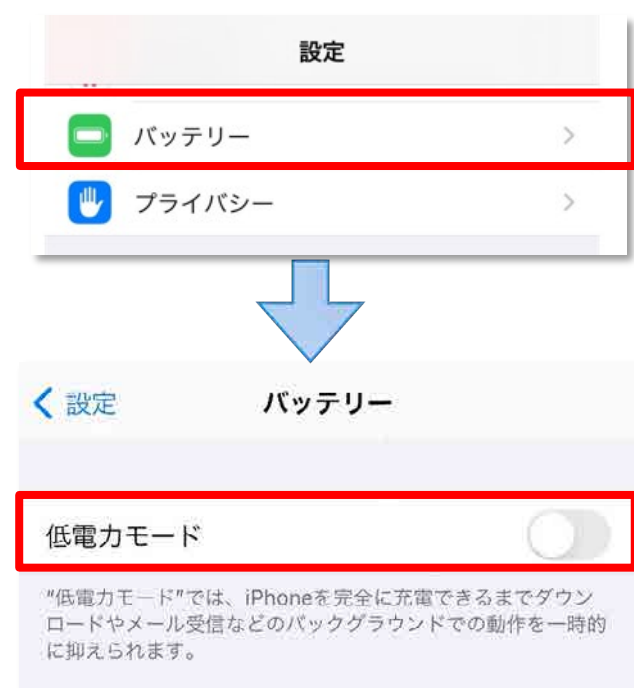 設定
バッテリー
プライバシー
設定
バッテリー
低電力モード
"低電力モード"では、iPhoneを完全に充電できるまでダウン
ロードやメール受信などのバックグラウンドでの動作を一時的
に抑えられます。